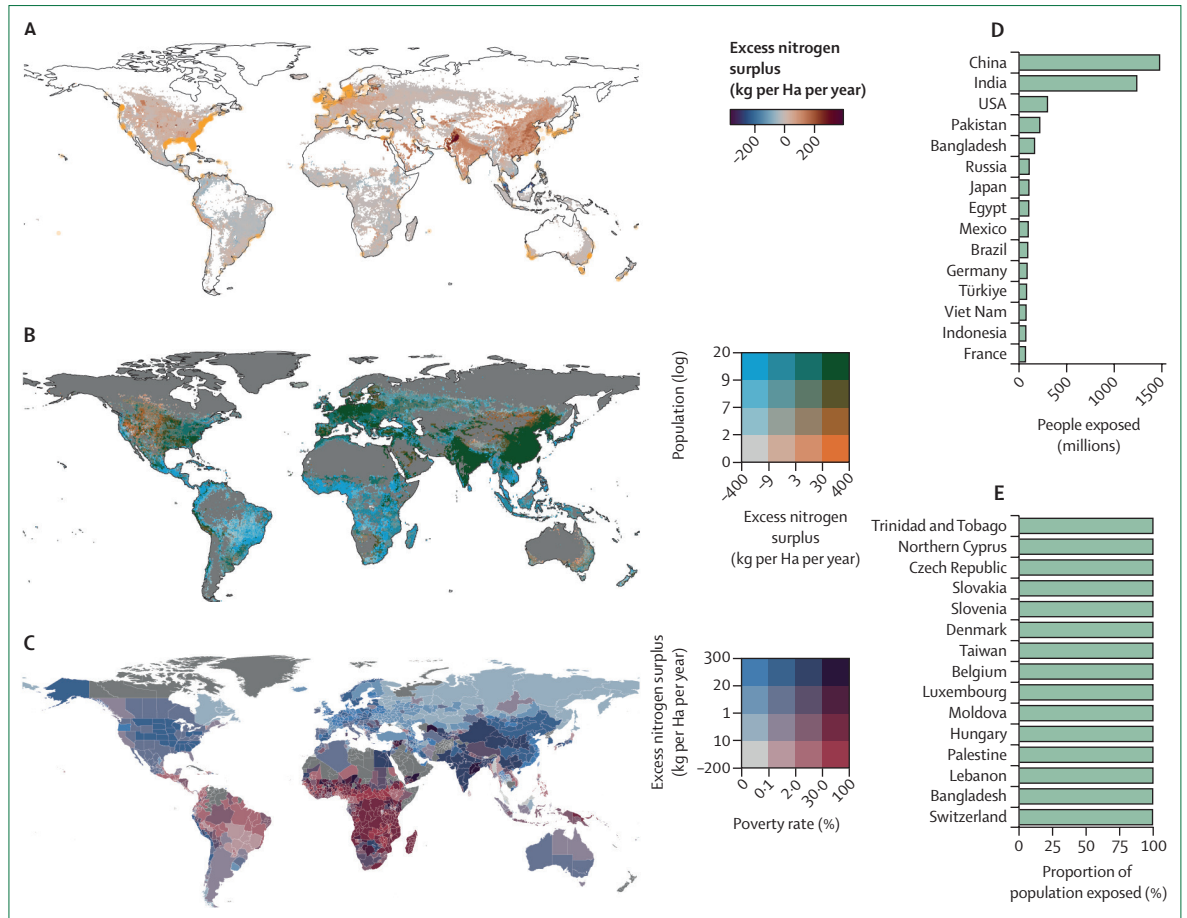 A
Excess nitrogen
surplus
(kg per Ha per year)
–200
0
200
B
Population (log)
20
9
7
2
0
–400
–9
3
30
400
Excess nitrogen
surplus
(kg per Ha per year)
C
Excess nitrogen surplus
(kg per Ha per year)
300
20
1
10
–200
0
0·1
2·0
30·0
100
Poverty rate (%)
D
China
India
USA
Pakistan
Bangladesh
Russia
Japan
Egypt
Mexico
Brazil
Germany
Türkiye
Viet Nam
Indonesia
France
0
500
1000
1500
People exposed
(millions)
E
Trinidad and Tobago
Northern Cyprus
Czech Republic
Slovakia
Slovenia
Denmark
Taiwan
Belgium
Luxembourg
Moldova
Hungary
Palestine
Lebanon
Bangladesh
Switzerland
0
25
50
75
100
Proportion of
population exposed (%)